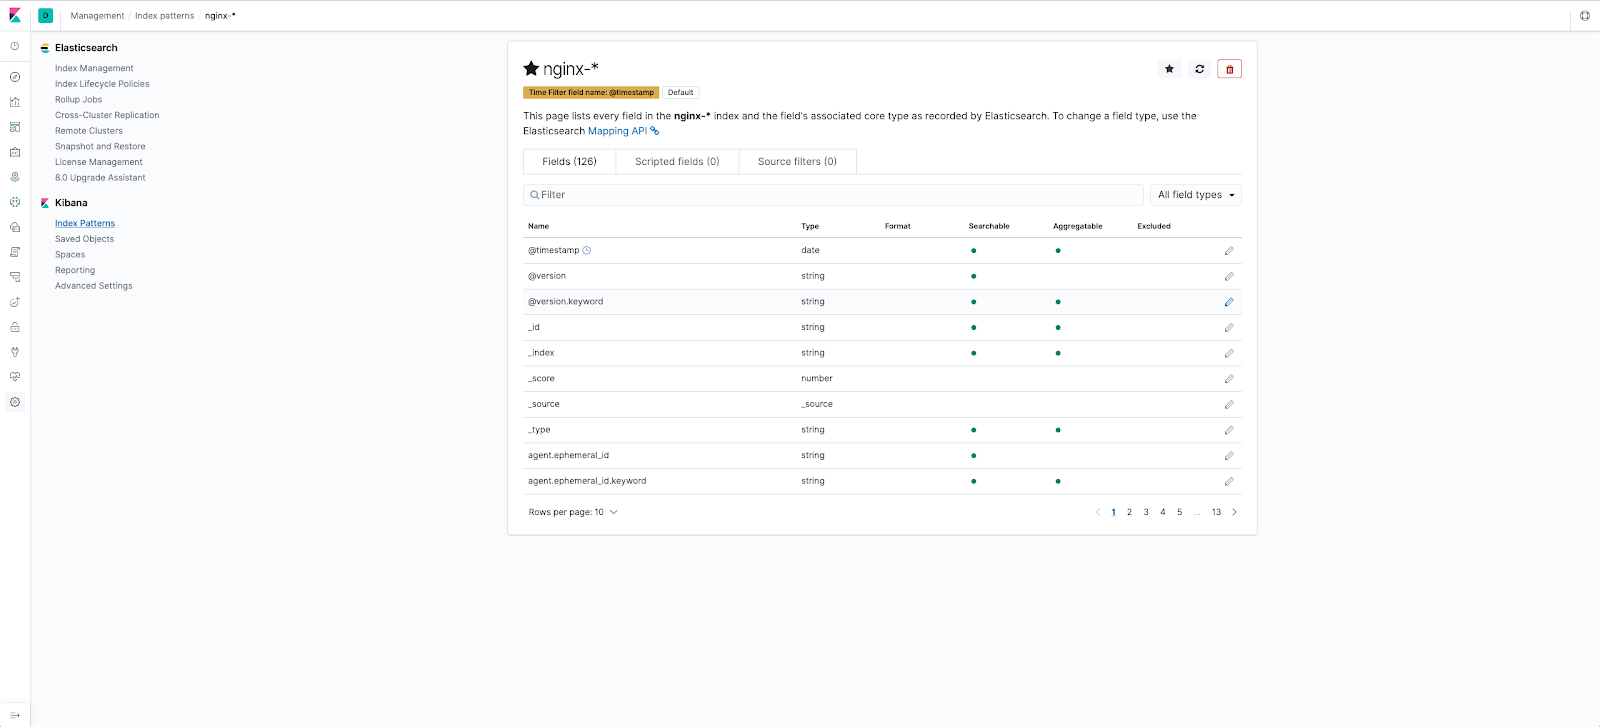 D Management / Index patterns / nginx-*
Elasticsearch
Index Management
Index Lifecycle Policies
Rollup Jobs
Cross-Cluster Replication
Remote Clusters
Snapshot and Restore
License Management
8.0 Upgrade Assistant
Kibana
Index Patterns
Saved Objects
Spaces
Reporting
Advanced Settings
nginx-*
Time Filter field name: @timestamp Default
This page lists every field in the nginx-* index and the field's associated core type as recorded by Elasticsearch. To change a field type, use the
Elasticsearch Mapping API
Fields (126) Scripted fields (0) Source filters (0)
Filter All field types
Name Type Format Searchable Aggregatable Excluded
@timestamp date
@version string
@version.keyword string
_id string
_index string
_score number
_source _source
_type string
agent.ephemeral_id string
agent.ephemeral_id.keyword string
Rows per page: 10 1 2 3 4 5 ... 13